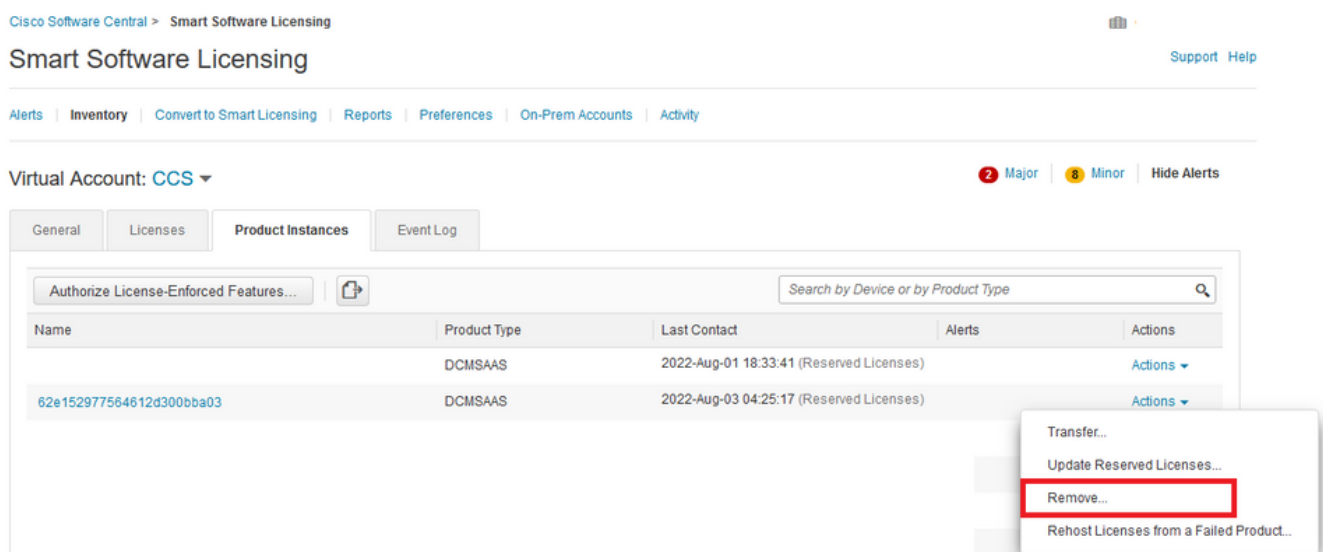 Cisco Software Central > Smart Software Licensing
Smart Software Licensing
Support Help
Alerts | Inventory | Convert to Smart Licensing | Reports | Preferences | On-Prem Accounts | Activity
Virtual Account: CCS
2 Major | 8 Minor | Hide Alerts
General Licenses Product Instances Event Log
Authorize License-Enforced Features... Search by Device or by Product Type
Name Product Type Last Contact Alerts Actions
DCMSAAS 2022-Aug-01 18:33:41 (Reserved Licenses) Actions
62e152977564612d300bba03 DCMSAAS 2022-Aug-03 04:25:17 (Reserved Licenses) Actions
Transfer...
Update Reserved Licenses...
Remove...
Rehost Licenses from a Failed Product...